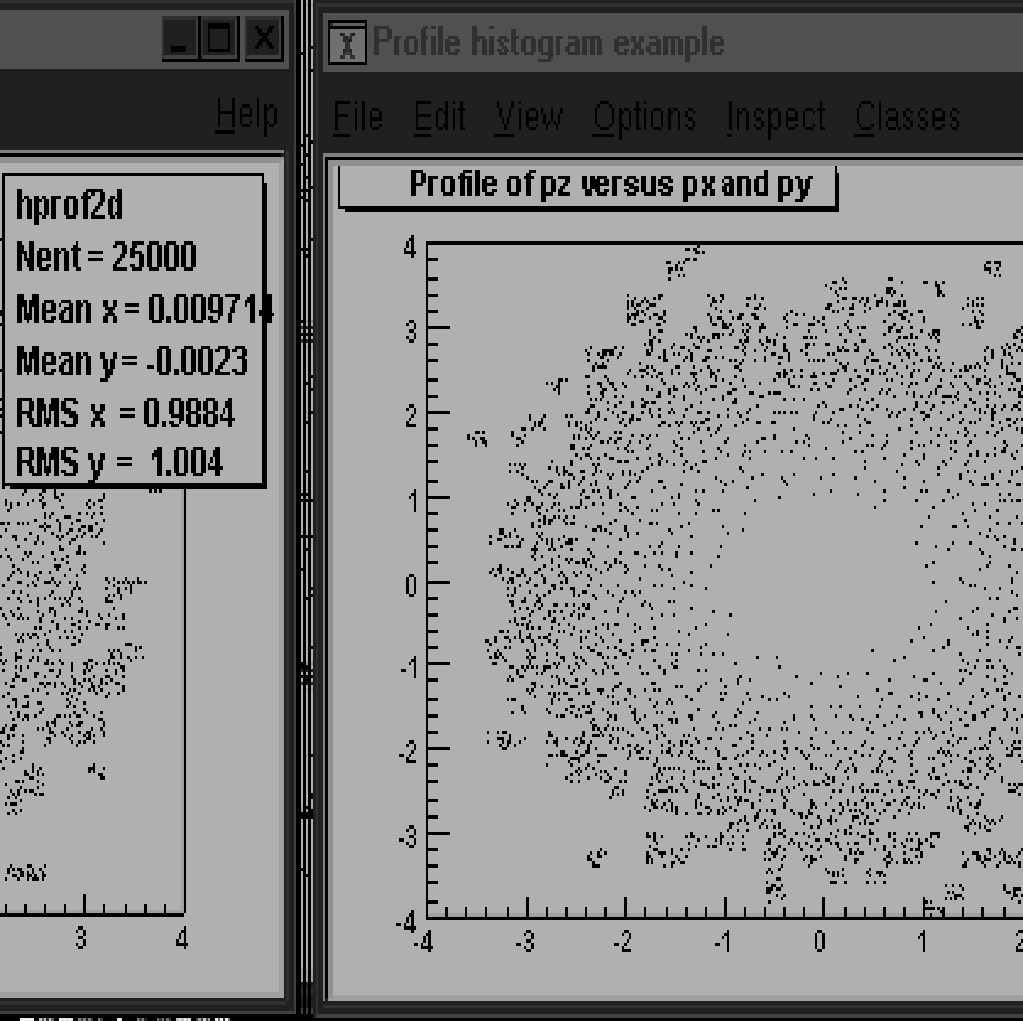 Help
hprof2d
Nent = 25000
Mean x = 0.009714
Mean y = -0.0023
RMS x = 0.9884
RMS y = 1.004
3 4
Profile histogram example
File Edit View Options Inspect Classes
Profile of pz versus px and py
4
3
2
1
0
-1
-2
-3
-4
-4 -3 -2 -1 0 1 2